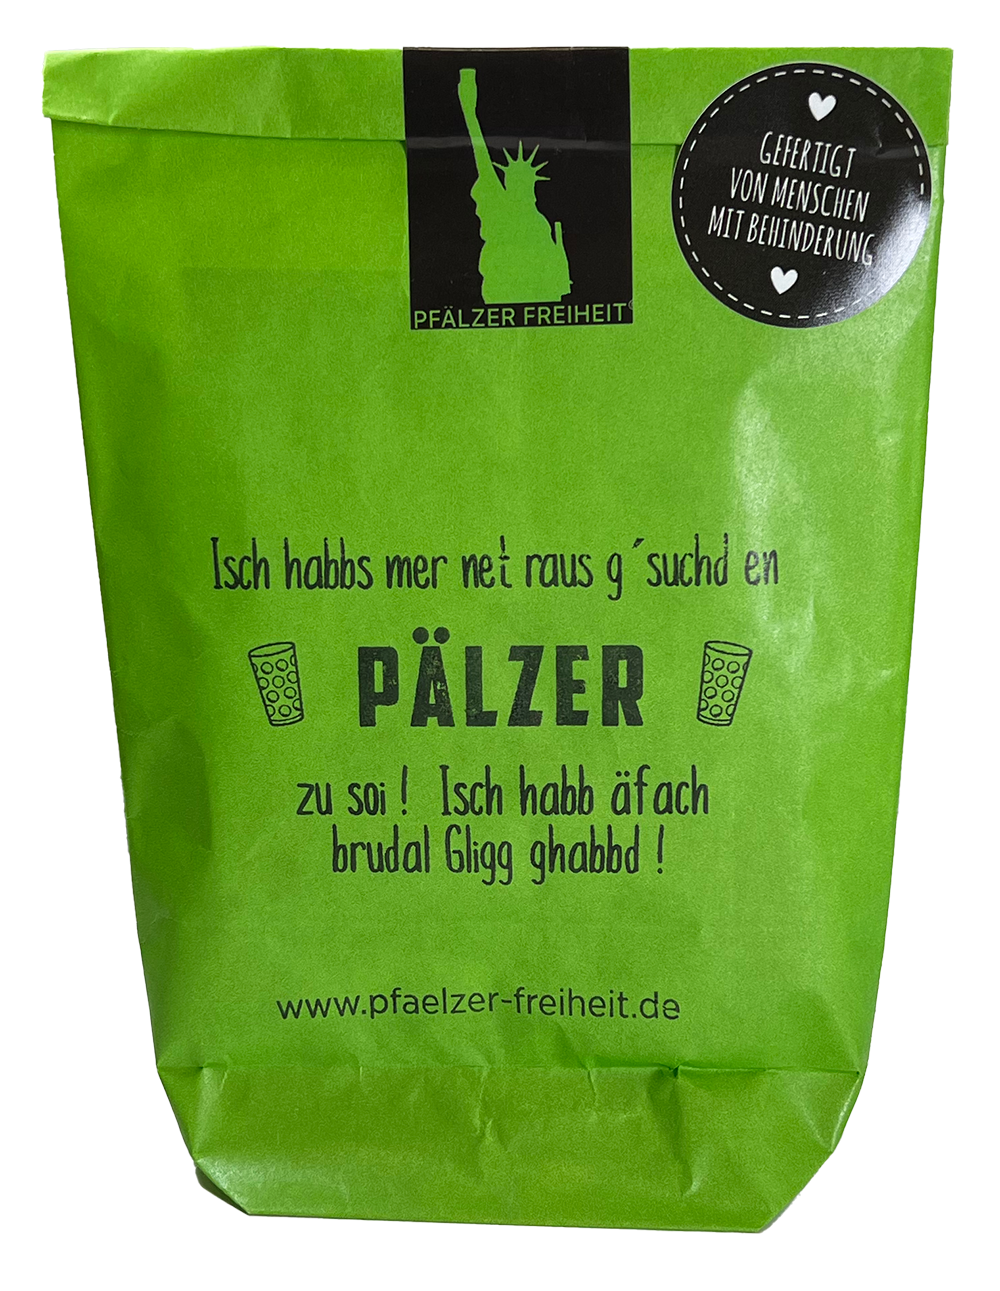 PFÄLZER FREIHEIT
GEFERTIGT
VON MENSCHEN
MIT BEHINDERUNG
Isch habbs mer net raus g´suchd en
PÄLZER
zu soi ! Isch habb äfach
brudal Gligg ghabbd !
www.pfaelzer-freiheit.de